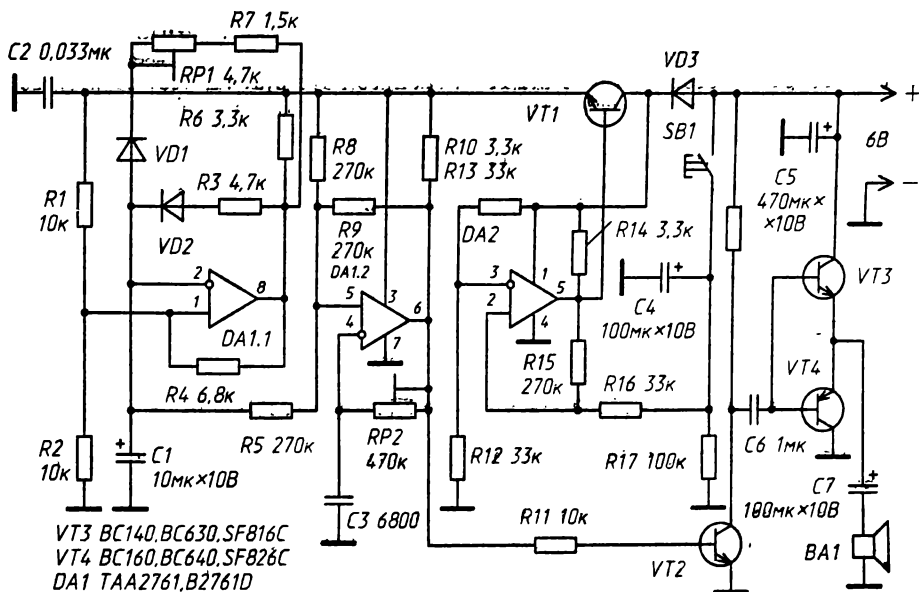 R7 1,5к
C2 0,033мк
RP1 4,7к
R6 3,3к
VD1
R3 4,7к
VD2
R1
10к
2
1
8
DA1.1
R4 6,8к
R2
10к
C1
10мк×10В
R5 270к
R8
270к
R9
270к
DA1.2
5
4
3
6
7
RP2
470к
C3 6800
R10 3,3к
R13 33к
VT1
VD3
SB1
DA2
R14 3,3к
3
2
1
5
4
C4
100мк×10В
R15
270к
R16 33к
R12 33к
R17 100к
R11 10к
VT2
+
6В
−
C5
470мк×
×10В
VT3
VT4
C6 1мк
C7
100мк×10В
BA1
VT3 BC140,BC630,SF816C
VT4 BC160,BC640,SF826C
DA1 TAA2761,B2761D